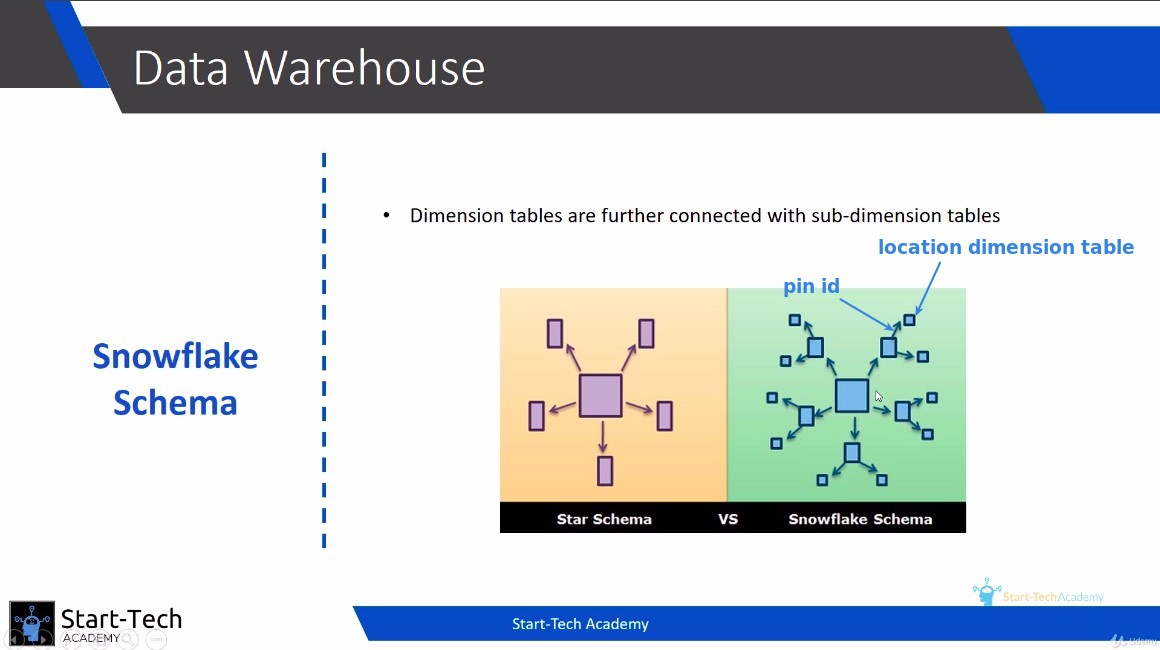 Data Warehouse
• Dimension tables are further connected with sub-dimension tables
location dimension table
pin id
Snowflake
Schema
Star Schema VS Snowflake Schema
Start-Tech Academy
Start-Tech
ACADEMY
Start-Tech Academy
Udemy